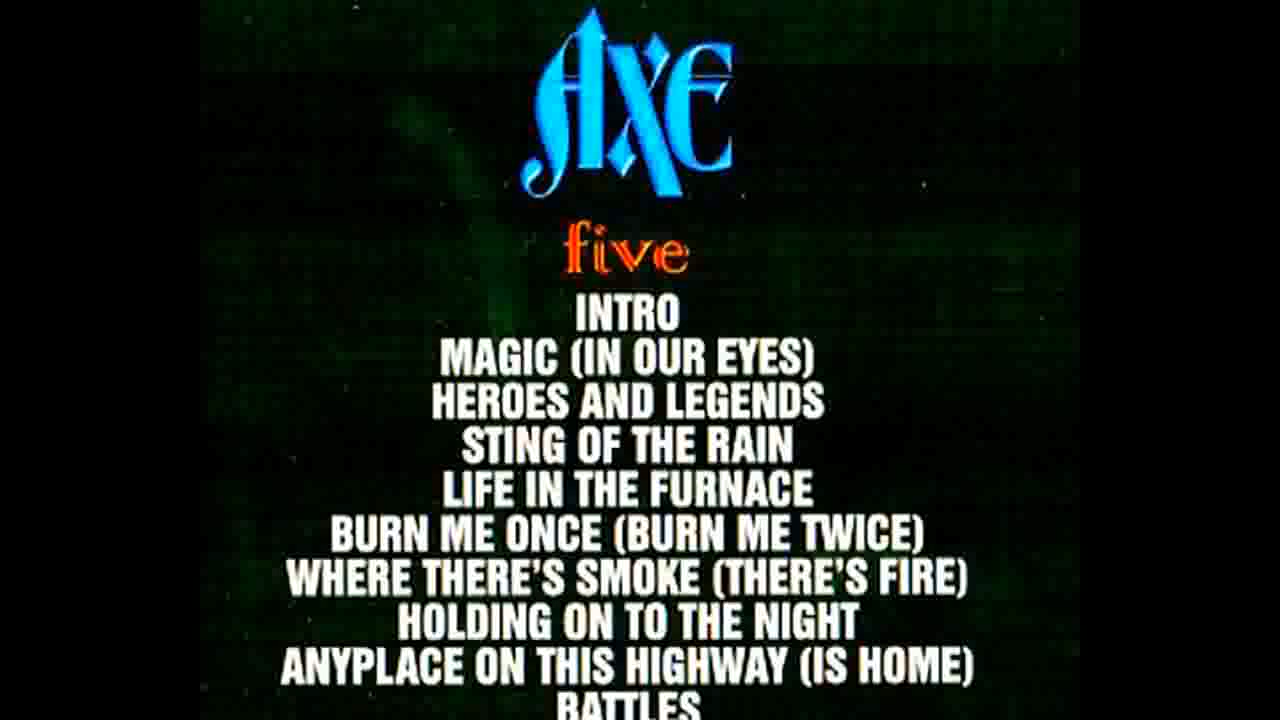 AXE
five
INTRO
MAGIC (IN OUR EYES)
HEROES AND LEGENDS
STING OF THE RAIN
LIFE IN THE FURNACE
BURN ME ONCE (BURN ME TWICE)
WHERE THERE'S SMOKE (THERE'S FIRE)
HOLDING ON TO THE NIGHT
ANYPLACE ON THIS HIGHWAY (IS HOME)
BATTLES